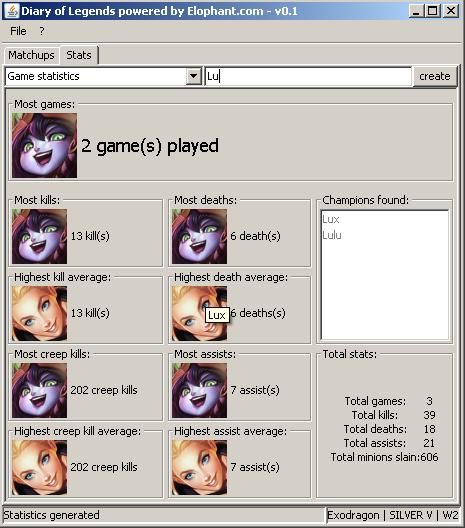 Diary of Legends powered by Elophant.com - v0.1
File ?
Matchups Stats
Game statistics Lu create
Most games:
2 game(s) played
Most kills: Most deaths: Champions found:
13 kill(s) 6 death(s) Lux
Lulu
Highest kill average: Highest death average:
13 kill(s) Lux 6 deaths(s)
Most creep kills: Most assists: Total stats:
202 creep kills 7 assist(s)
Total games: 3
Total kills: 39
Total deaths: 18
Total assists: 21
Total minions slain:606
Highest creep kill average: Highest assist average:
202 creep kills 7 assist(s)
Statistics generated Exodragon | SILVER V | W2